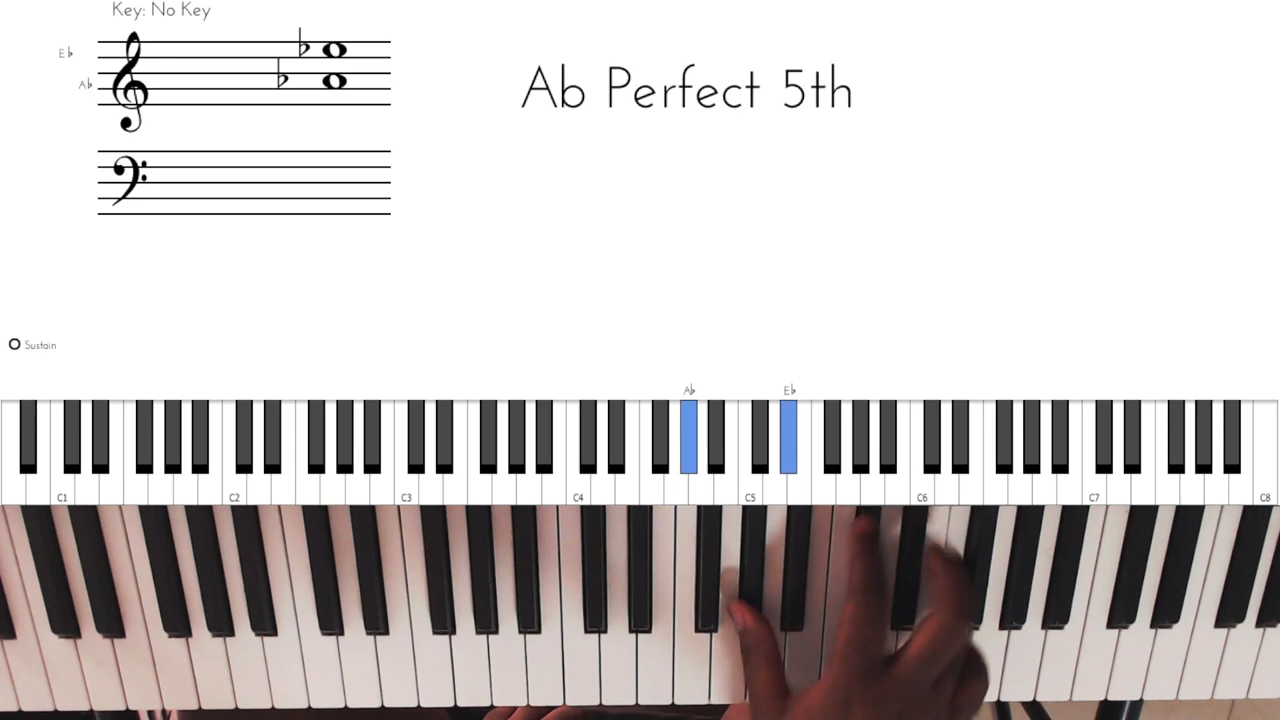 Key: No Key
E♭
A♭
Ab Perfect 5th
Sustain
A♭ E♭
C1 C2 C3 C4 C5 C6 C7 C8